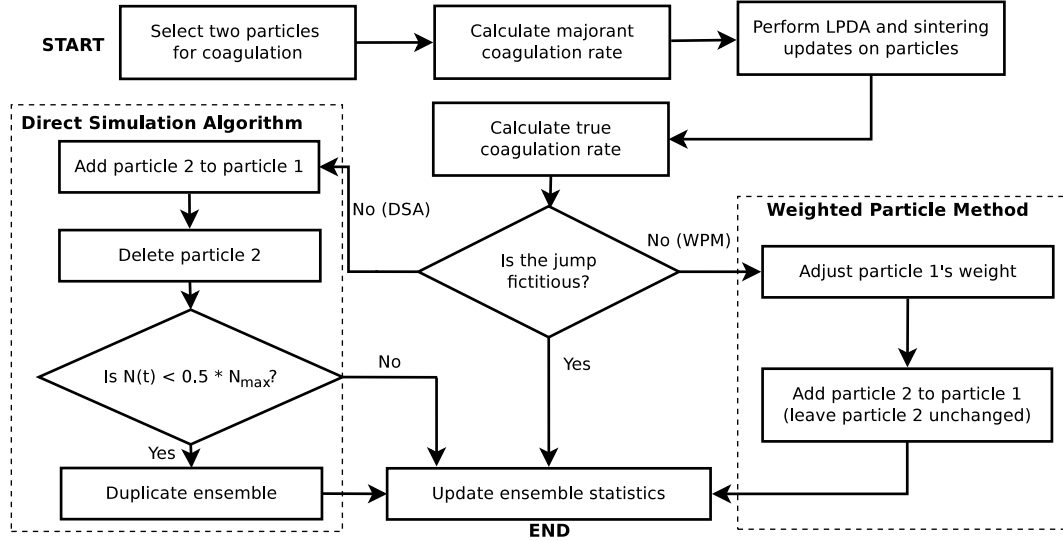 START
Select two particles
for coagulation
Calculate majorant
coagulation rate
Perform LPDA and sintering
updates on particles
Calculate true
coagulation rate
Direct Simulation Algorithm
Add particle 2 to particle 1
No (DSA)
Delete particle 2
Is the jump
fictitious?
No (WPM)
Weighted Particle Method
Adjust particle 1's weight
Is N(t) < 0.5 * Nmax?
No
Yes
Add particle 2 to particle 1
(leave particle 2 unchanged)
Yes
Duplicate ensemble
Update ensemble statistics
END